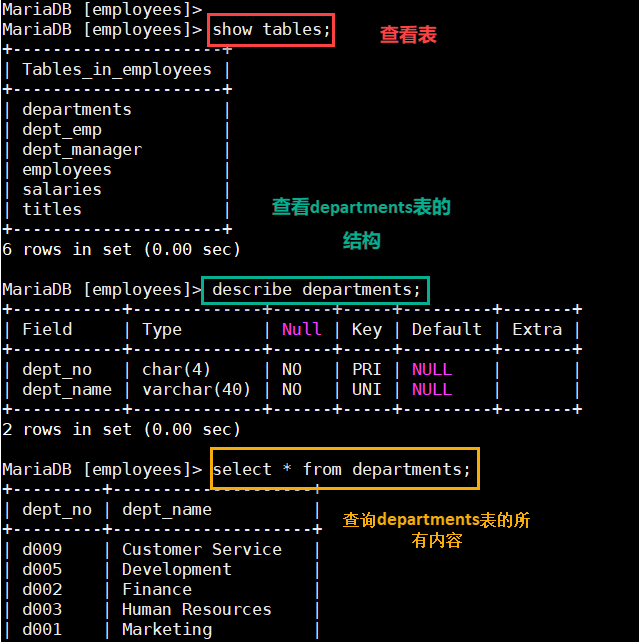 MariaDB [employees]>
MariaDB [employees]> show tables;
查看表
+---------------------+
| Tables_in_employees |
+---------------------+
| departments         |
| dept_emp            |
| dept_manager        |
| employees           |
| salaries            |
| titles              |
+---------------------+
6 rows in set (0.00 sec)
查看departments表的
结构
MariaDB [employees]> describe departments;
+-----------+-------------+------+-----+---------+-------+
| Field     | Type        | Null | Key | Default | Extra |
+-----------+-------------+------+-----+---------+-------+
| dept_no   | char(4)     | NO   | PRI | NULL    |       |
| dept_name | varchar(40) | NO   | UNI | NULL    |       |
+-----------+-------------+------+-----+---------+-------+
2 rows in set (0.00 sec)
MariaDB [employees]> select * from departments;
+---------+--------------------+
| dept_no | dept_name          |
+---------+--------------------+
查询departments表的所
有内容
| d009    | Customer Service   |
| d005    | Development        |
| d002    | Finance            |
| d003    | Human Resources    |
| d001    | Marketing          |